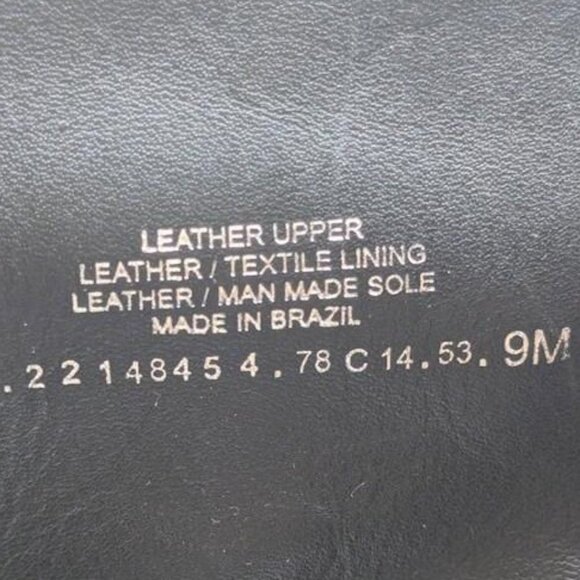 LEATHER UPPER
LEATHER / TEXTILE LINING
LEATHER / MAN MADE SOLE
MADE IN BRAZIL
. 2 2 1 4 8 4 5 4 . 78 C 14 . 53 . 9M